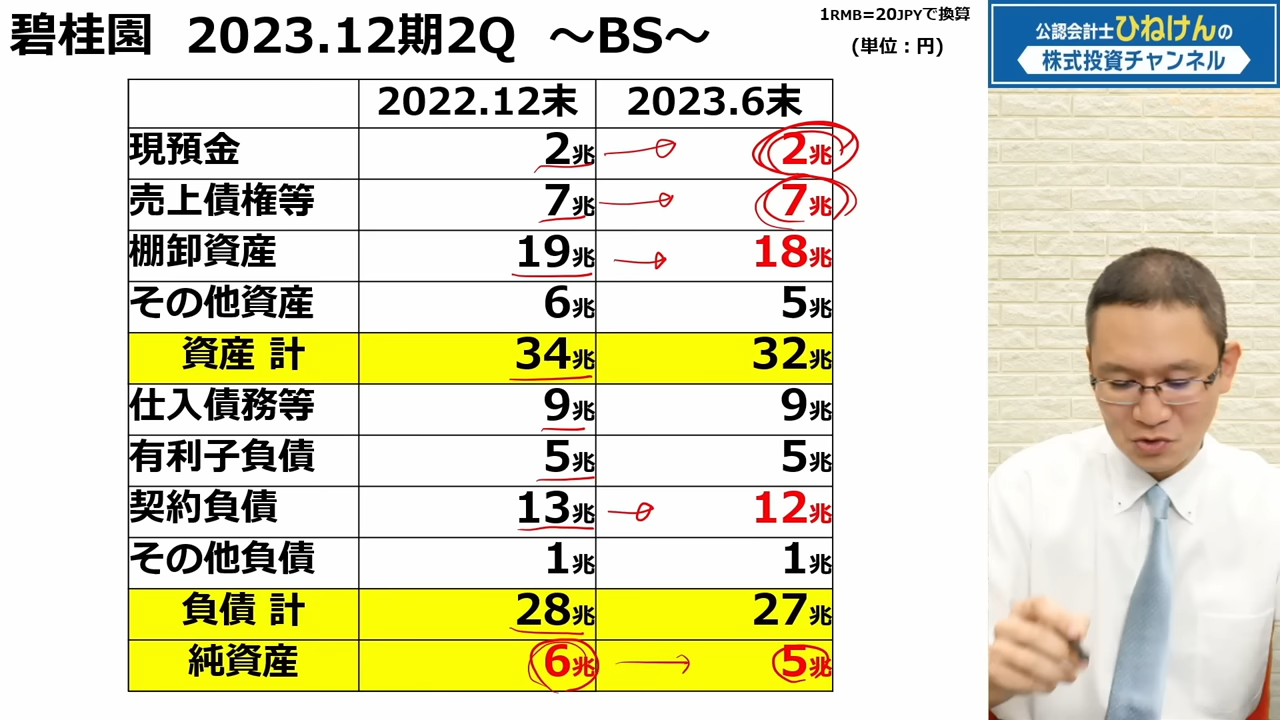 碧桂園 2023.12期2Q ～BS～
1RMB=20JPYで換算
(単位：円)
公認会計士ひねけんの
株式投資チャンネル
2022.12末 2023.6末
現預金 2兆 2兆
売上債権等 7兆 7兆
棚卸資産 19兆 18兆
その他資産 6兆 5兆
資産 計 34兆 32兆
仕入債務等 9兆 9兆
有利子負債 5兆 5兆
契約負債 13兆 12兆
その他負債 1兆 1兆
負債 計 28兆 27兆
純資産 6兆 5兆